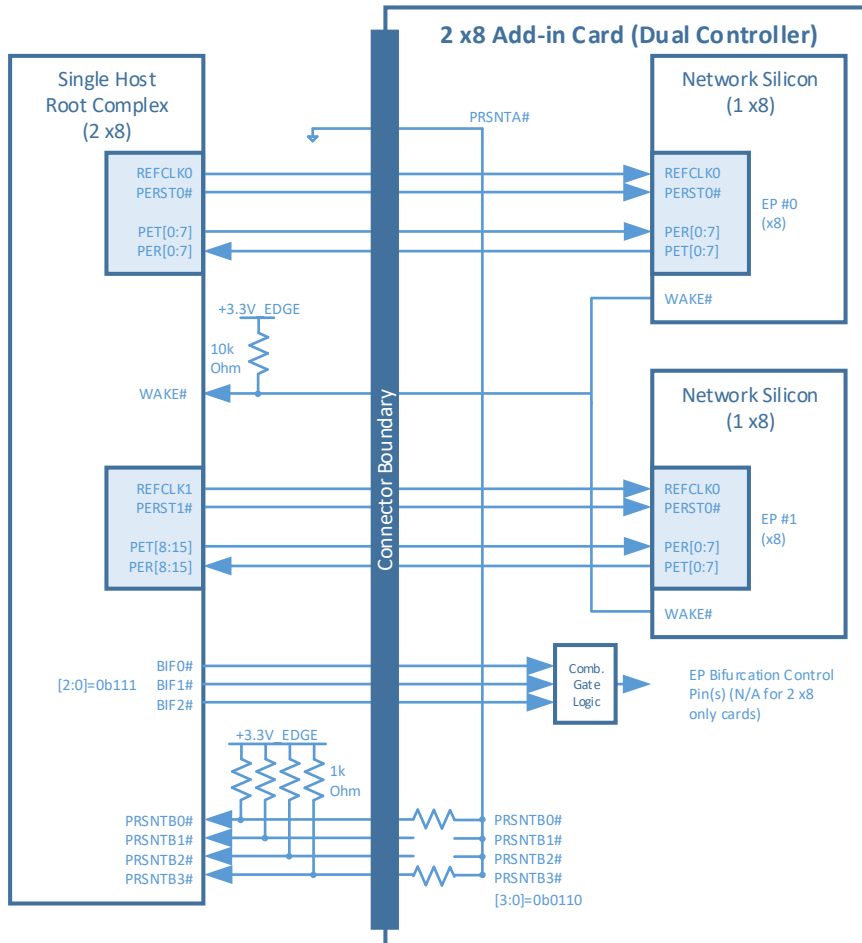 2 x8 Add-in Card (Dual Controller)
Single Host
Root Complex
(2 x8)
Network Silicon
(1 x8)
PRSNTA#
REFCLK0
PERST0#
PET[0:7]
PER[0:7]
REFCLK0
PERST0#
PER[0:7]
PET[0:7]
EP #0
(x8)
WAKE#
+3.3V_EDGE
10k
Ohm
WAKE#
Connector Boundary
Network Silicon
(1 x8)
REFCLK1
PERST1#
PET[8:15]
PER[8:15]
REFCLK0
PERST0#
PER[0:7]
PET[0:7]
EP #1
(x8)
WAKE#
[2:0]=0b111
BIF0#
BIF1#
BIF2#
Comb.
Gate
Logic
EP Bifurcation Control
Pin(s) (N/A for 2 x8
only cards)
+3.3V_EDGE
1k
Ohm
PRSNTB0#
PRSNTB1#
PRSNTB2#
PRSNTB3#
PRSNTB0#
PRSNTB1#
PRSNTB2#
PRSNTB3#
[3:0]=0b0110